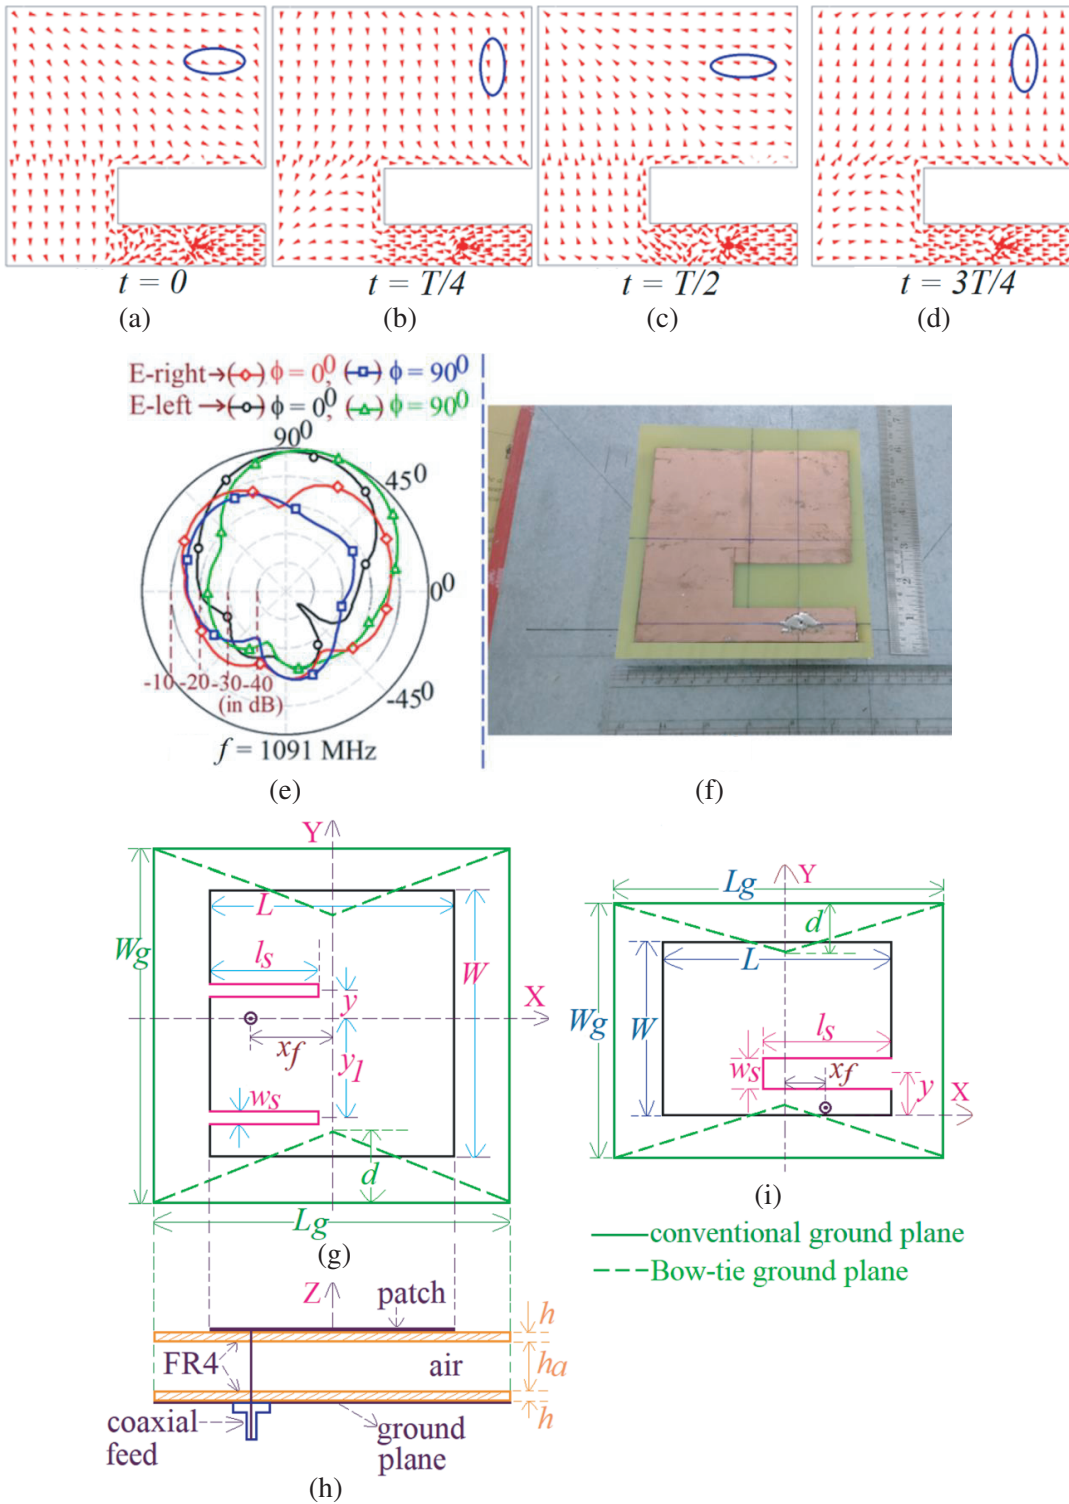 t = 0
t = T/4
t = T/2
t = 3T/4
(a)
(b)
(c)
(d)
E-right→(-◇-) ϕ = 0⁰, (-□-) ϕ = 90⁰
E-left →(-○-) ϕ = 0⁰, (-△-) ϕ = 90⁰
90⁰
45⁰
0⁰
-45⁰
-10 -20 -30 -40
(in dB)
f = 1091 MHz
(e)
(f)
Y
L
Wg
ls
W
y
X
xf
y1
ws
d
Lg
(g)
Y
Lg
d
L
Wg
W
ls
ws
xf
y
X
(i)
conventional ground plane
Bow-tie ground plane
Z
patch
h
FR4
air
ha
h
coaxial
feed
ground
plane
(h)